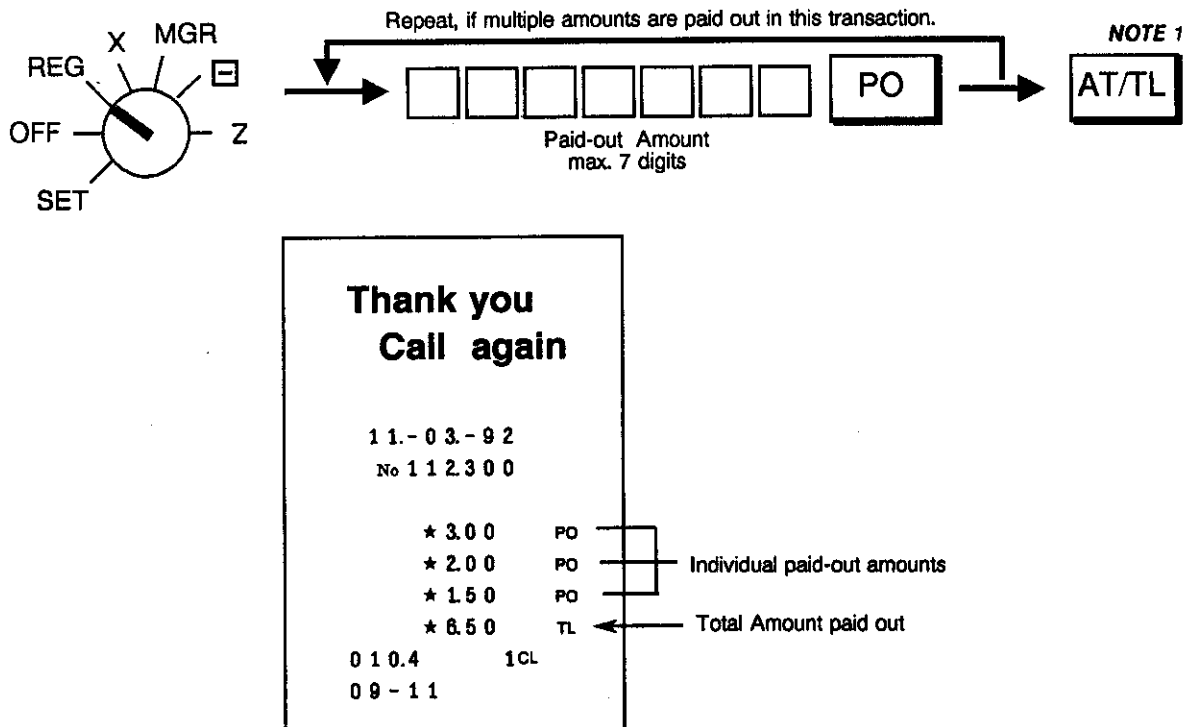 Repeat, if multiple amounts are paid out in this transaction.
NOTE 1
X MGR
REG ⊟
OFF Z
SET
PO
AT/TL
Paid-out Amount
max. 7 digits
Thank you
Call again
11.-03.-92
No 112.300
★3.00 PO
★2.00 PO
★1.50 PO
Individual paid-out amounts
★6.50 TL
Total Amount paid out
010.4 1CL
09-11